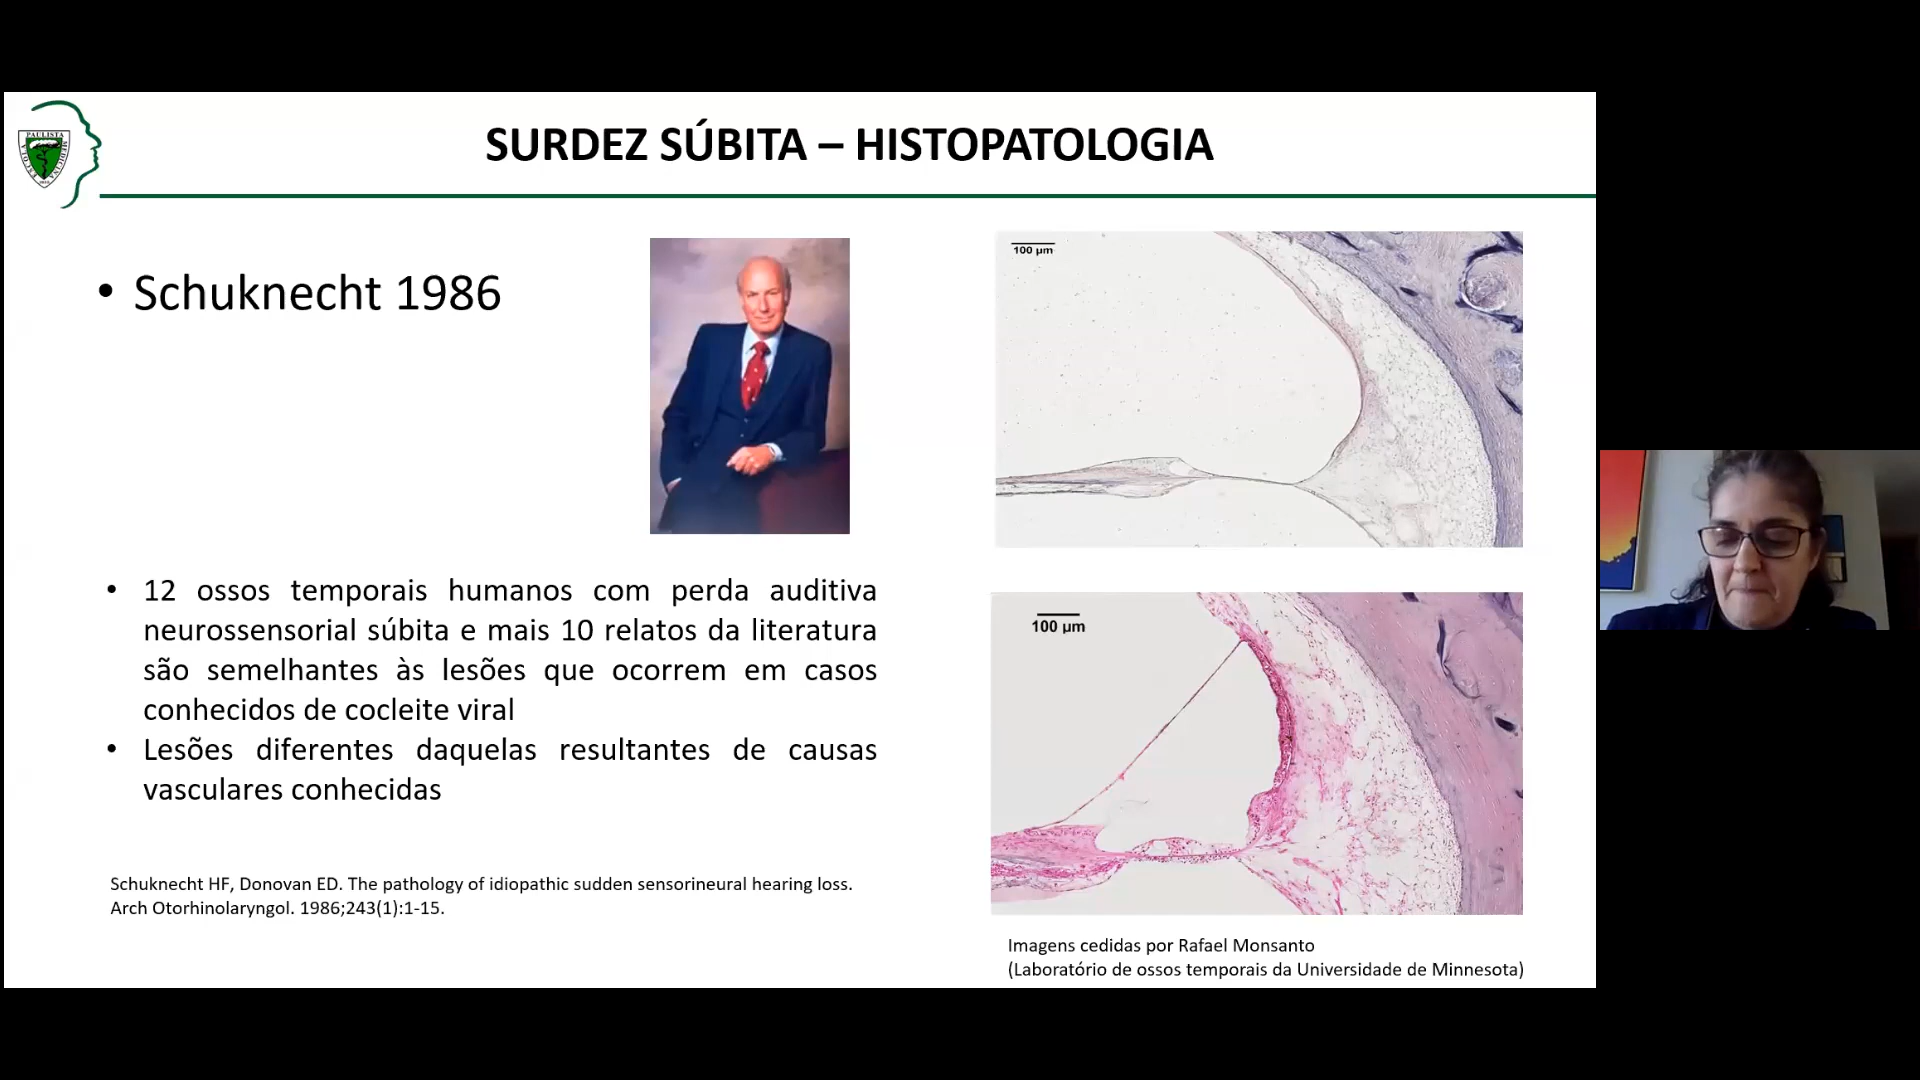 PAULISTA
ESCOLA
MEDICINA
SURDEZ SÚBITA – HISTOPATOLOGIA
• Schuknecht 1986
100 µm
• 12 ossos temporais humanos com perda auditiva
neurossensorial súbita e mais 10 relatos da literatura
são semelhantes às lesões que ocorrem em casos
conhecidos de cocleite viral
• Lesões diferentes daquelas resultantes de causas
vasculares conhecidas
100 µm
Schuknecht HF, Donovan ED. The pathology of idiopathic sudden sensorineural hearing loss.
Arch Otorhinolaryngol. 1986;243(1):1-15.
Imagens cedidas por Rafael Monsanto
(Laboratório de ossos temporais da Universidade de Minnesota)